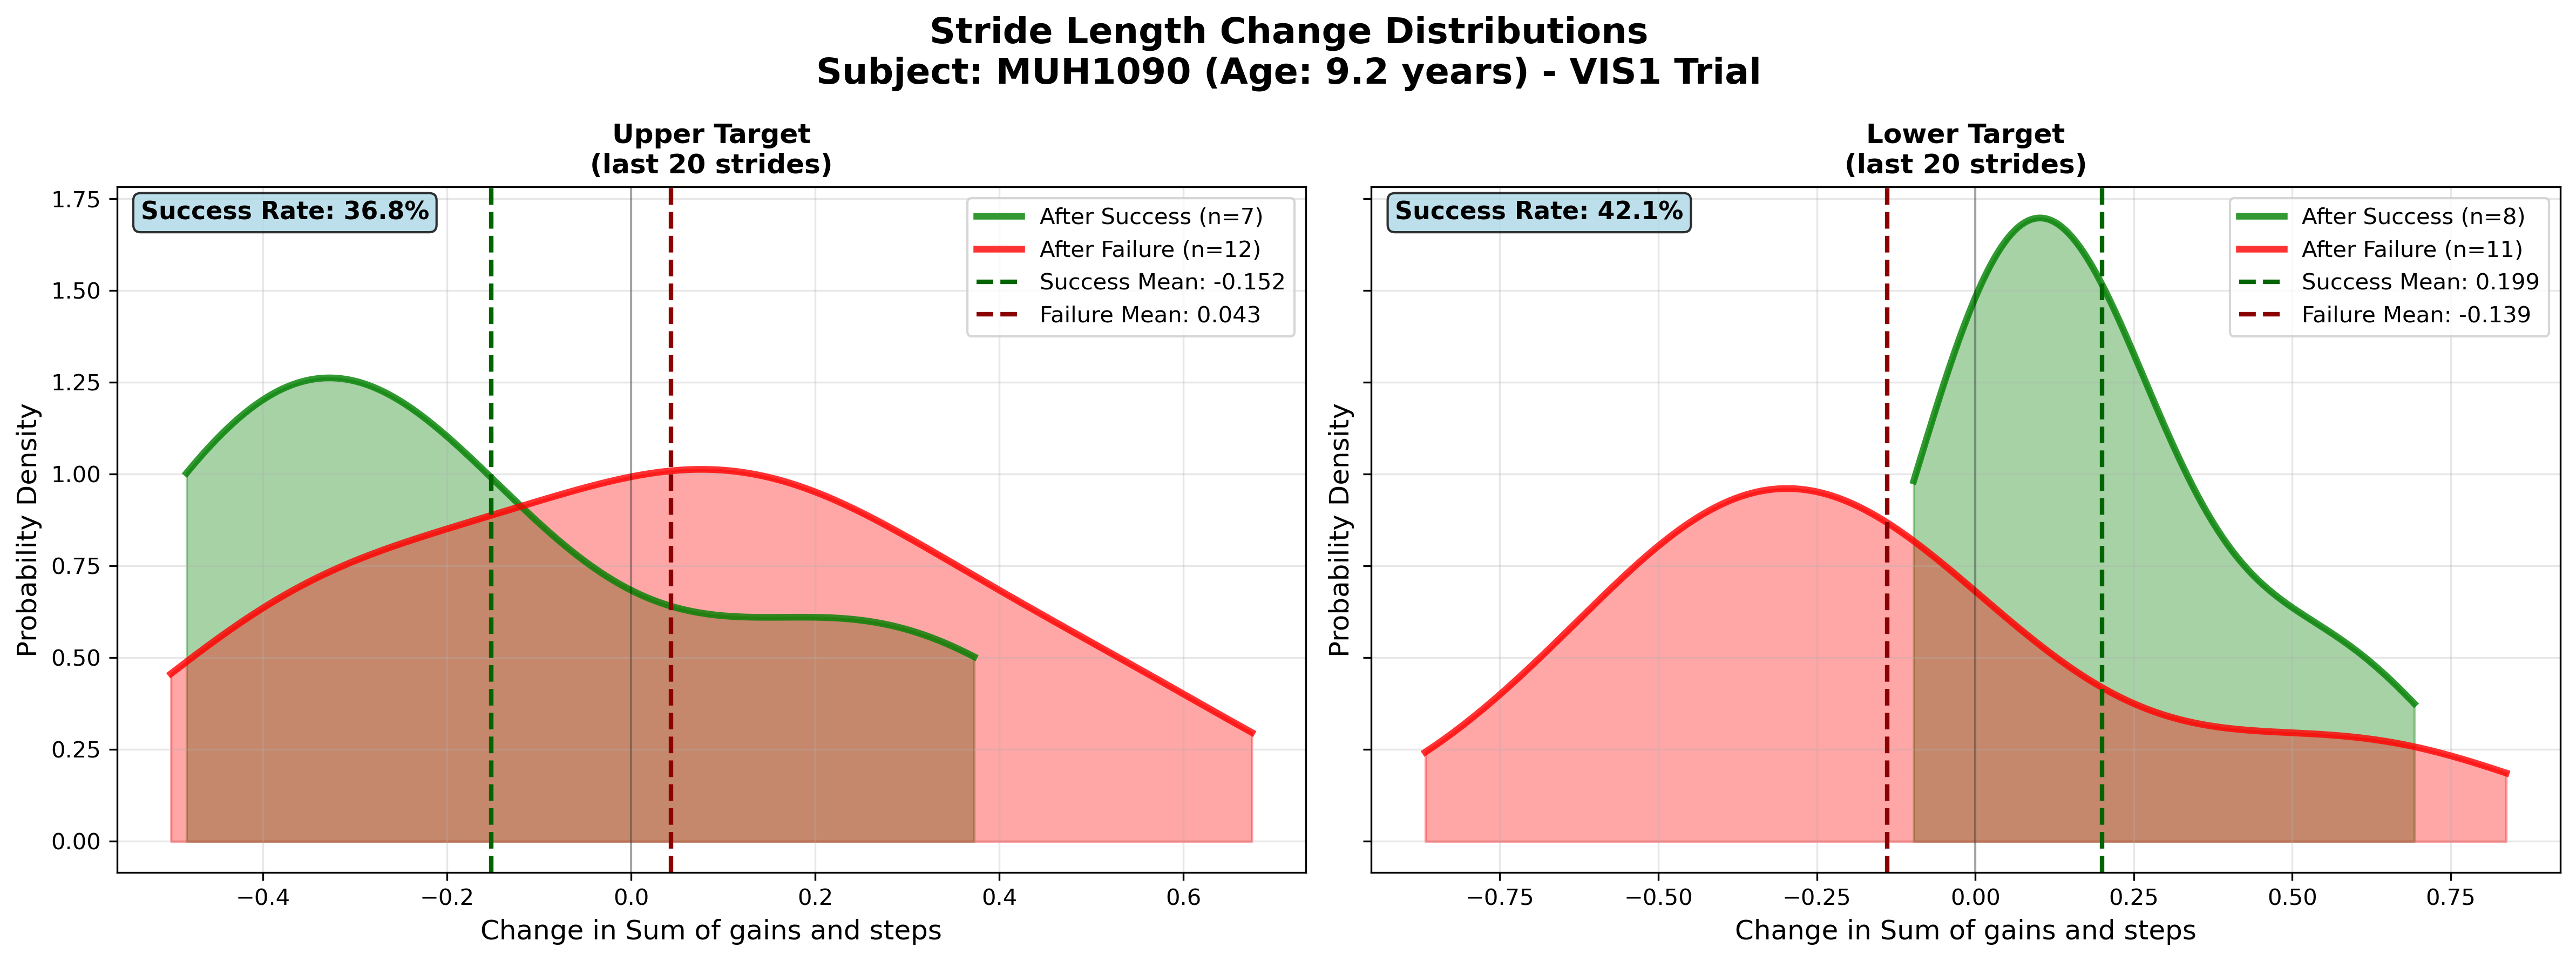 Stride Length Change Distributions
Subject: MUH1090 (Age: 9.2 years) - VIS1 Trial
Upper Target
(last 20 strides)
Success Rate: 36.8%
After Success (n=7)
After Failure (n=12)
Success Mean: -0.152
Failure Mean: 0.043
1.75
1.50
1.25
1.00
0.75
0.50
0.25
0.00
Probability Density
−0.4 −0.2 0.0 0.2 0.4 0.6
Change in Sum of gains and steps
Lower Target
(last 20 strides)
Success Rate: 42.1%
After Success (n=8)
After Failure (n=11)
Success Mean: 0.199
Failure Mean: -0.139
Probability Density
−0.75 −0.50 −0.25 0.00 0.25 0.50 0.75
Change in Sum of gains and steps